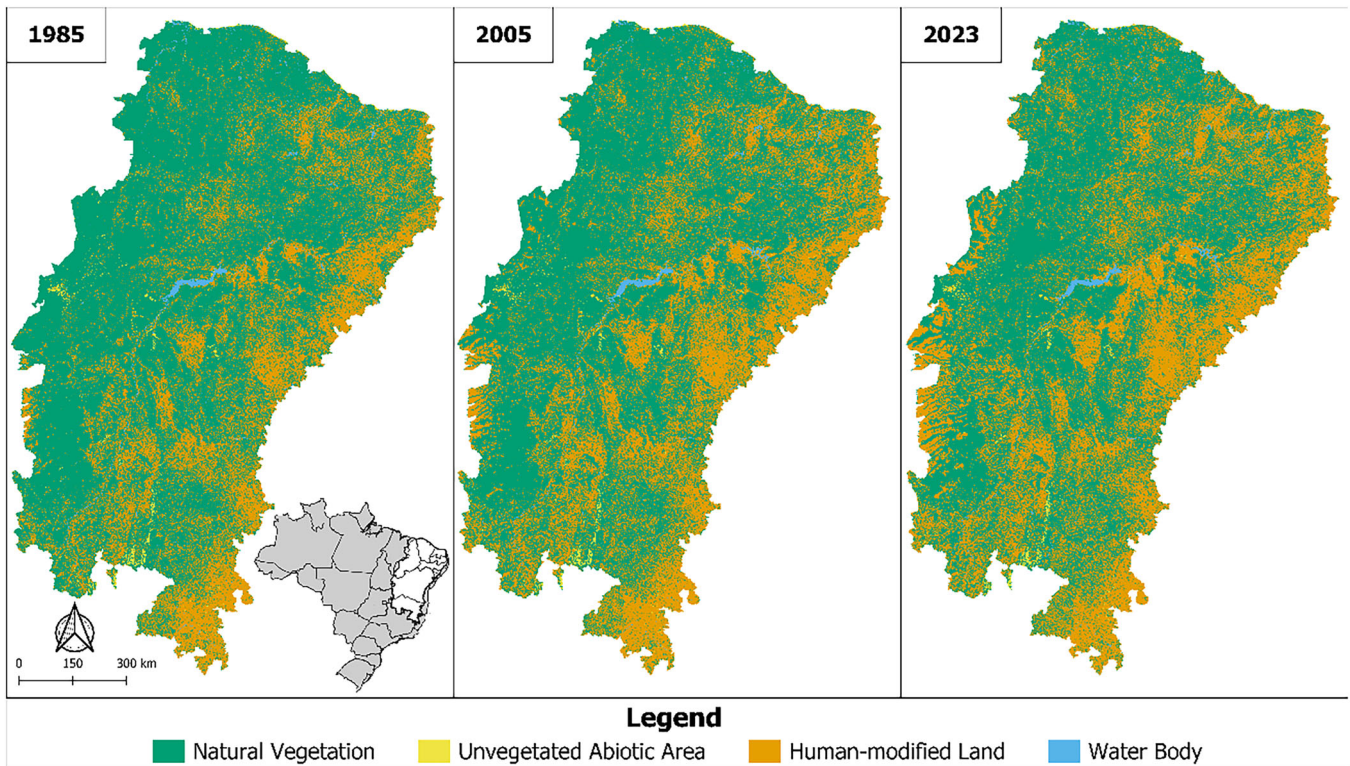 1985
2005
2023
0 150 300 km
Legend
Natural Vegetation
Unvegetated Abiotic Area
Human-modified Land
Water Body